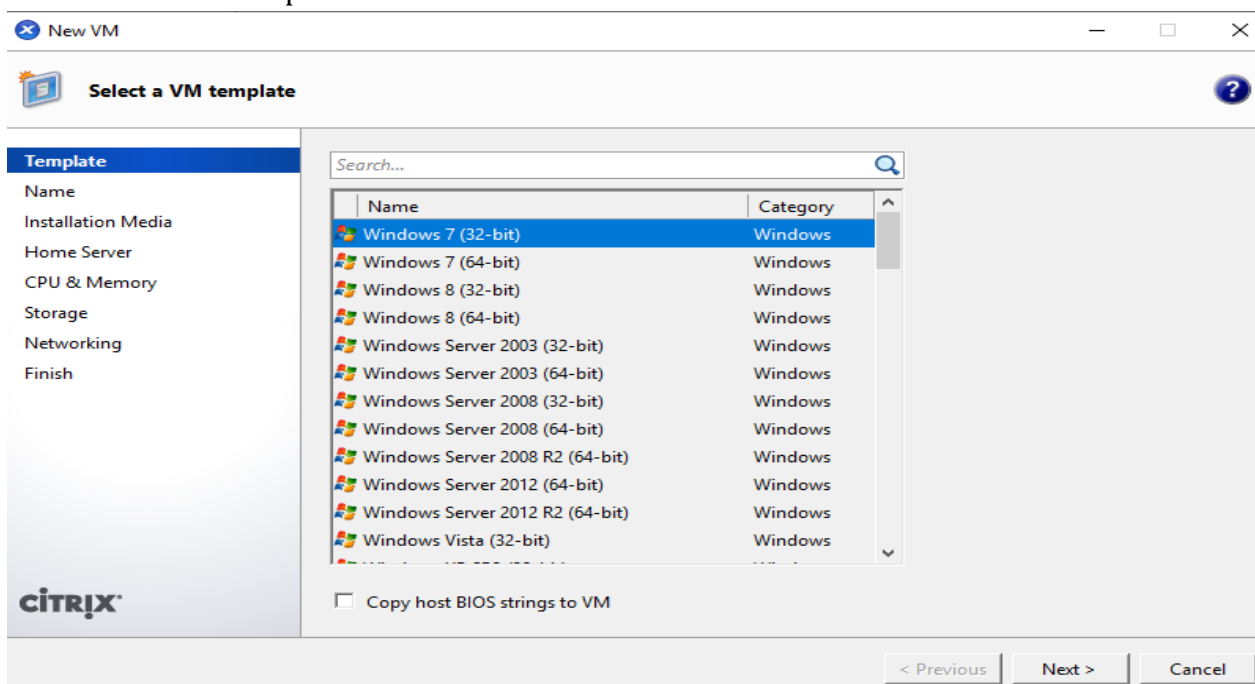 New VM
Select a VM template
?
Template
Name
Installation Media
Home Server
CPU & Memory
Storage
Networking
Finish
Search...
Name Category
Windows 7 (32-bit) Windows
Windows 7 (64-bit) Windows
Windows 8 (32-bit) Windows
Windows 8 (64-bit) Windows
Windows Server 2003 (32-bit) Windows
Windows Server 2003 (64-bit) Windows
Windows Server 2008 (32-bit) Windows
Windows Server 2008 (64-bit) Windows
Windows Server 2008 R2 (64-bit) Windows
Windows Server 2012 (64-bit) Windows
Windows Server 2012 R2 (64-bit) Windows
Windows Vista (32-bit) Windows
CİTRIX
Copy host BIOS strings to VM
< Previous Next > Cancel